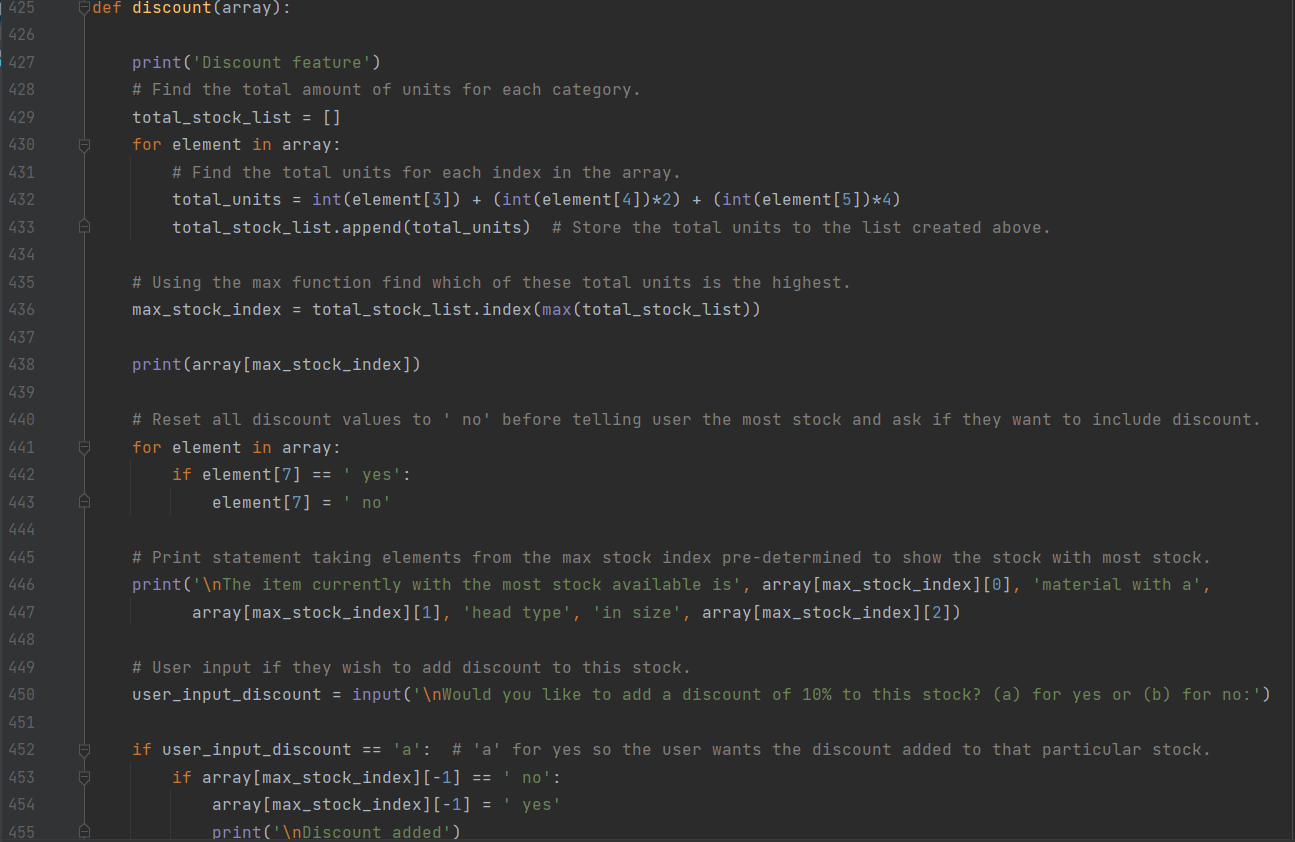 425 def discount(array):
426
427     print('Discount feature')
428     # Find the total amount of units for each category.
429     total_stock_list = []
430     for element in array:
431         # Find the total units for each index in the array.
432         total_units = int(element[3]) + (int(element[4])*2) + (int(element[5])*4)
433         total_stock_list.append(total_units)  # Store the total units to the list created above.
434
435     # Using the max function find which of these total units is the highest.
436     max_stock_index = total_stock_list.index(max(total_stock_list))
437
438     print(array[max_stock_index])
439
440     # Reset all discount values to ' no' before telling user the most stock and ask if they want to include discount.
441     for element in array:
442         if element[7] == ' yes':
443             element[7] = ' no'
444
445     # Print statement taking elements from the max stock index pre-determined to show the stock with most stock.
446     print('\nThe item currently with the most stock available is', array[max_stock_index][0], 'material with a',
447           array[max_stock_index][1], 'head type', 'in size', array[max_stock_index][2])
448
449     # User input if they wish to add discount to this stock.
450     user_input_discount = input('\nWould you like to add a discount of 10% to this stock? (a) for yes or (b) for no:')
451
452     if user_input_discount == 'a':  # 'a' for yes so the user wants the discount added to that particular stock.
453         if array[max_stock_index][-1] == ' no':
454             array[max_stock_index][-1] = ' yes'
455             print('\nDiscount added')